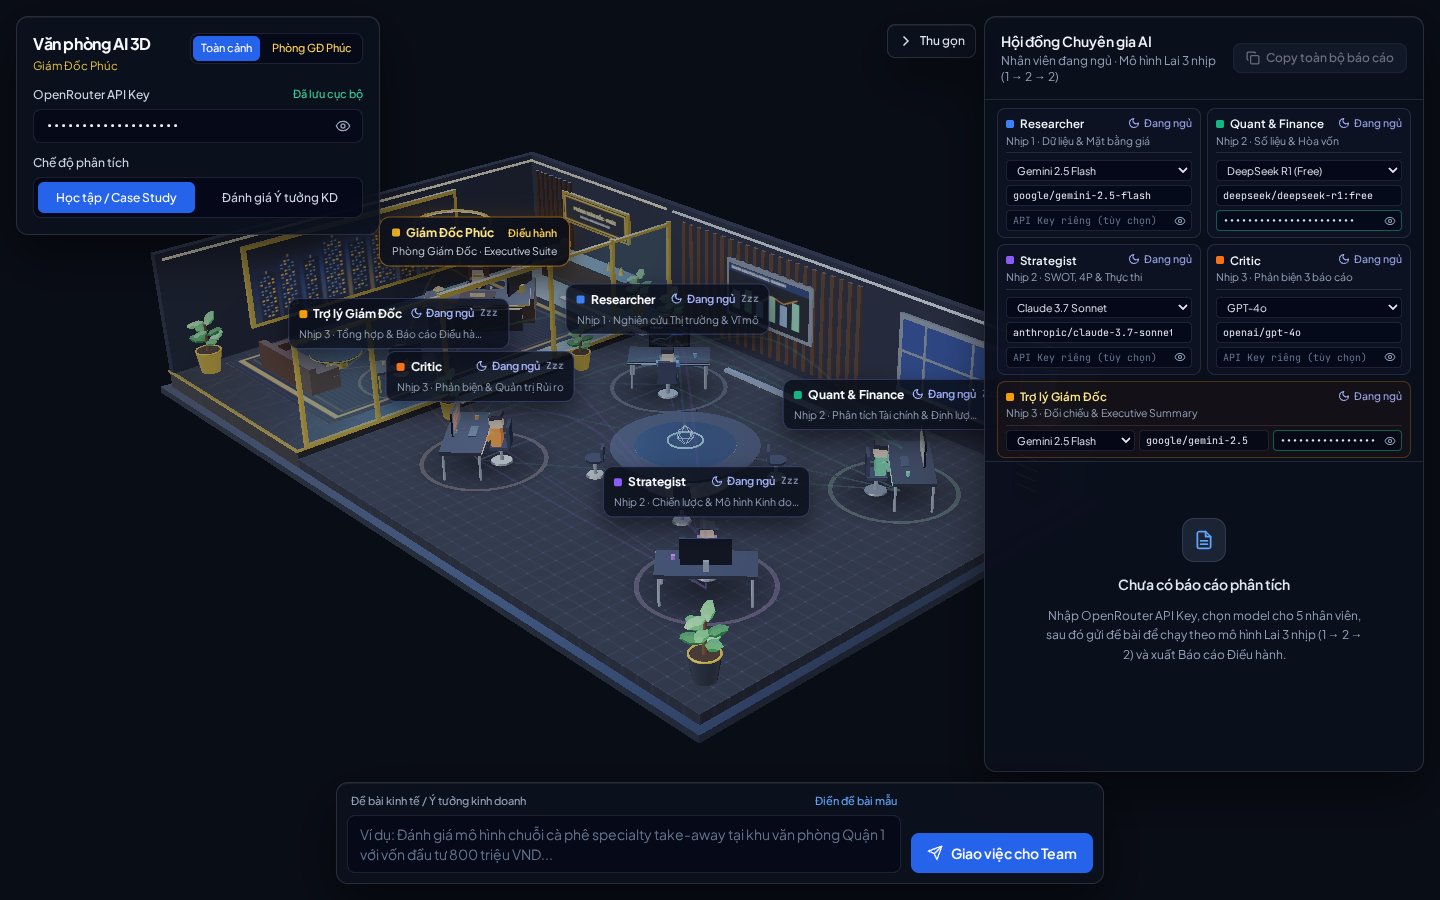 Văn phòng AI 3D
Giám Đốc Phúc
Toàn cảnh
Phòng GĐ Phúc
OpenRouter API Key
Đã lưu cục bộ
Chế độ phân tích
Học tập / Case Study
Đánh giá Ý tưởng KD
Thu gọn
Giám Đốc Phúc
Điều hành
Phòng Giám Đốc · Executive Suite
Trợ lý Giám Đốc
Đang ngủ
Zzz
Nhịp 3 · Tổng hợp & Báo cáo Điều hà...
Researcher
Đang ngủ
Zzz
Nhịp 1 · Nghiên cứu Thị trường & Vĩ mô
Critic
Đang ngủ
Zzz
Nhịp 3 · Phản biện & Quản trị Rủi ro
Quant & Finance
Đang ngủ
Nhịp 2 · Phân tích Tài chính & Định lượ...
Strategist
Đang ngủ
Zzz
Nhịp 2 · Chiến lược & Mô hình Kinh do...
Hội đồng Chuyên gia AI
Nhân viên đang ngủ · Mô hình Lai 3 nhịp
(1 → 2 → 2)
Copy toàn bộ báo cáo
Researcher
Đang ngủ
Nhịp 1 · Dữ liệu & Mặt bằng giá
Gemini 2.5 Flash
google/gemini-2.5-flash
API Key riêng (tùy chọn)
Quant & Finance
Đang ngủ
Nhịp 2 · Số liệu & Hòa vốn
DeepSeek R1 (Free)
deepseek/deepseek-r1:free
Strategist
Đang ngủ
Nhịp 2 · SWOT, 4P & Thực thi
Claude 3.7 Sonnet
anthropic/claude-3.7-sonnet
API Key riêng (tùy chọn)
Critic
Đang ngủ
Nhịp 3 · Phản biện 3 báo cáo
GPT-4o
openai/gpt-4o
API Key riêng (tùy chọn)
Trợ lý Giám Đốc
Đang ngủ
Nhịp 3 · Đối chiếu & Executive Summary
Gemini 2.5 Flash
google/gemini-2.5
Chưa có báo cáo phân tích
Nhập OpenRouter API Key, chọn model cho 5 nhân viên,
sau đó gửi đề bài để chạy theo mô hình Lai 3 nhịp (1 → 2 →
2) và xuất Báo cáo Điều hành.
Đề bài kinh tế / Ý tưởng kinh doanh
Điền đề bài mẫu
Ví dụ: Đánh giá mô hình chuỗi cà phê specialty take-away tại khu văn phòng Quận 1
với vốn đầu tư 800 triệu VND...
Giao việc cho Team